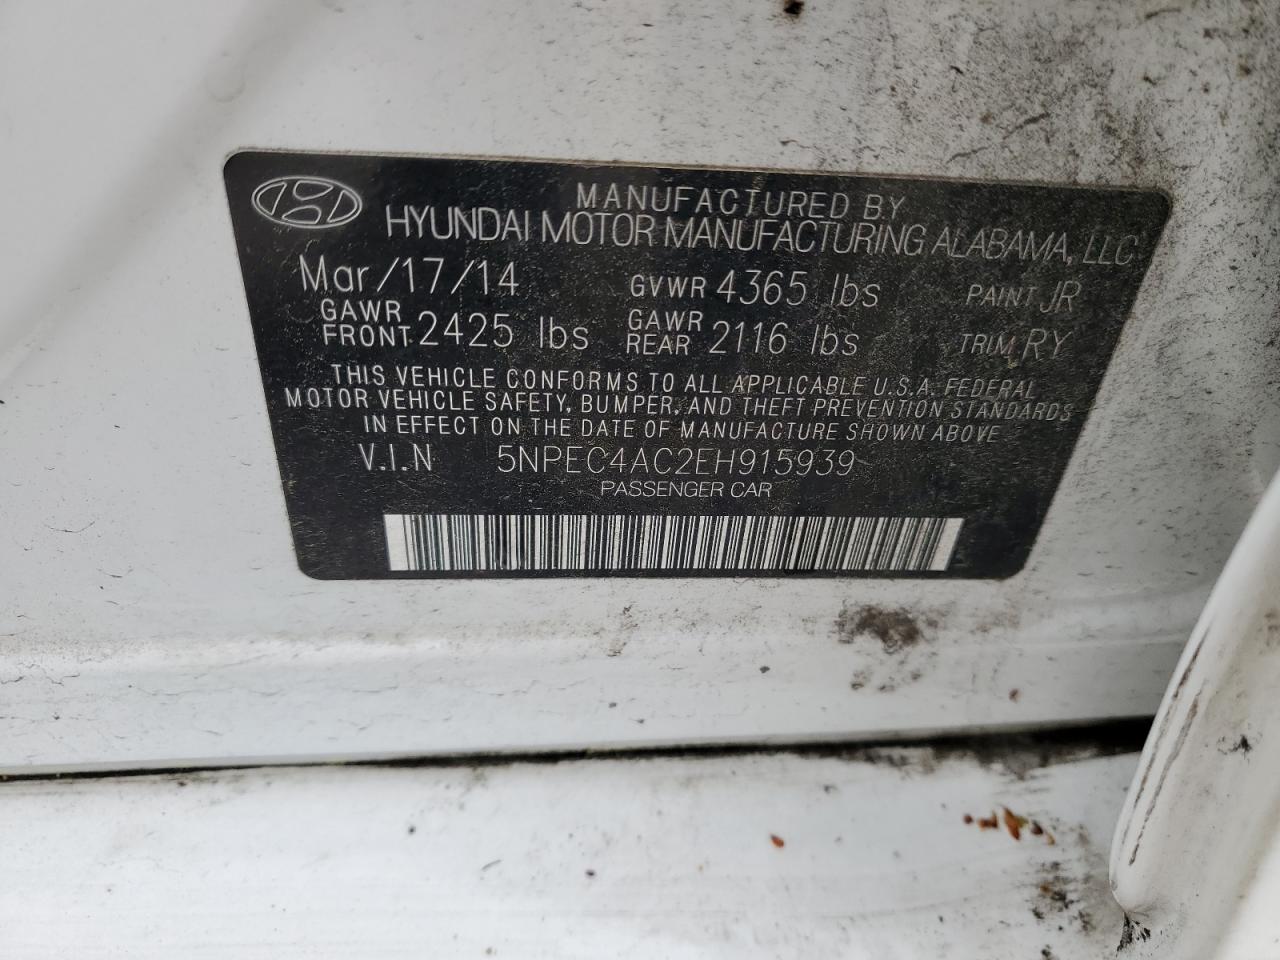 MANUFACTURED BY
HYUNDAI MOTOR MANUFACTURING ALABAMA, LLC
Mar/17/14 GVWR 4365 lbs PAINT JR
GAWR FRONT 2425 lbs GAWR REAR 2116 lbs TRIM RY
THIS VEHICLE CONFORMS TO ALL APPLICABLE U.S.A. FEDERAL
MOTOR VEHICLE SAFETY, BUMPER, AND THEFT PREVENTION STANDARDS
IN EFFECT ON THE DATE OF MANUFACTURE SHOWN ABOVE
V.I.N 5NPEC4AC2EH915939
PASSENGER CAR